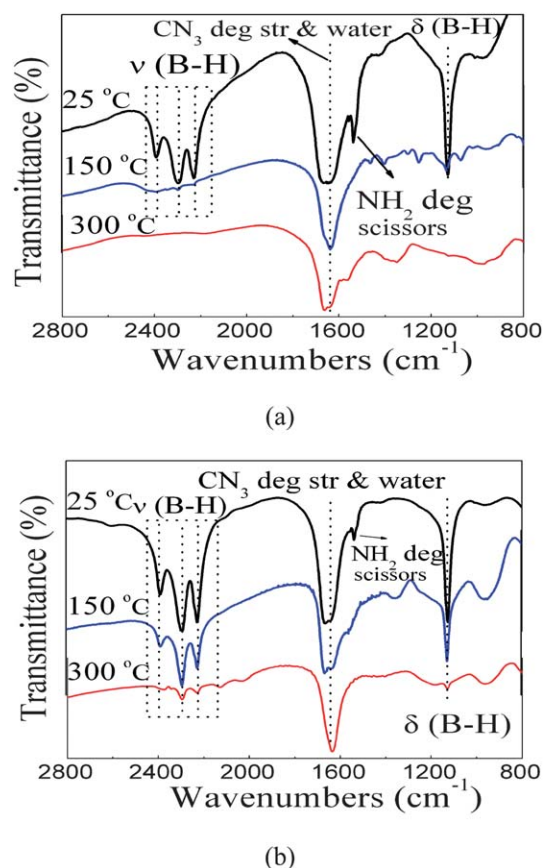 CN₃ deg str & water
δ (B-H)
ν (B-H)
25 °C
150 °C
NH₂ deg
scissors
300 °C
Transmittance (%)
2800 2400 2000 1600 1200 800
Wavenumbers (cm⁻¹)
(a)
CN₃ deg str & water
25 °C
ν (B-H)
NH₂ deg
scissors
150 °C
300 °C
δ (B-H)
Transmittance (%)
2800 2400 2000 1600 1200 800
Wavenumbers (cm⁻¹)
(b)